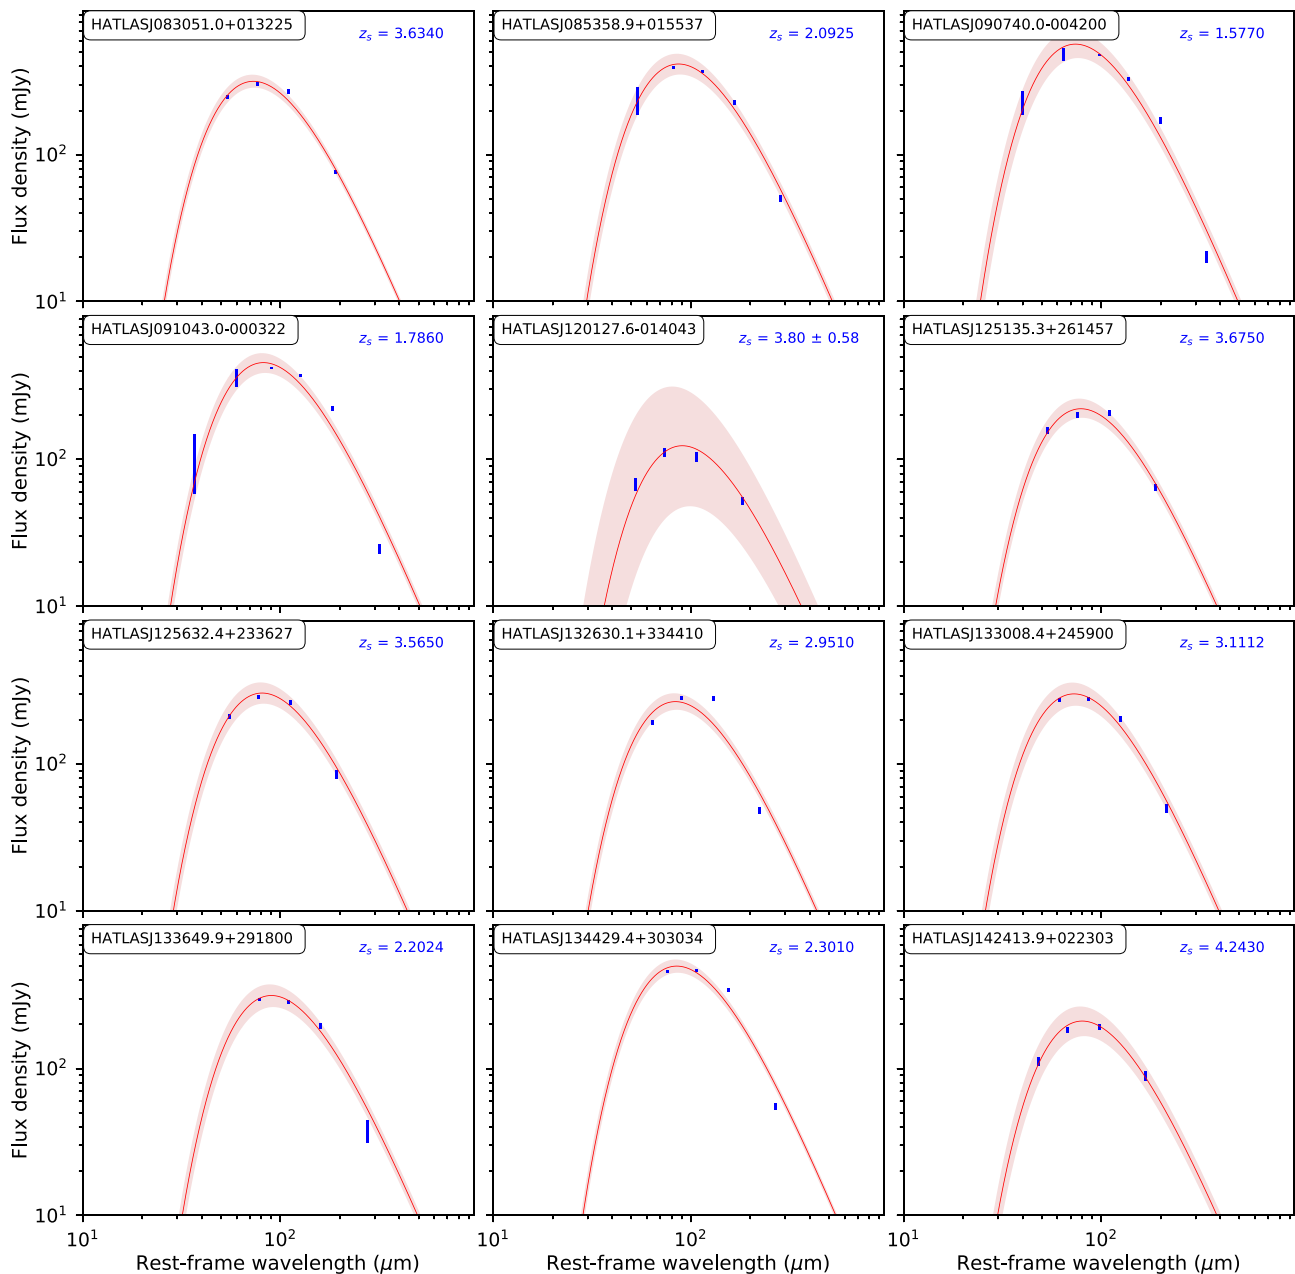 HATLASJ083051.0+013225
z_s = 3.6340
HATLASJ085358.9+015537
z_s = 2.0925
HATLASJ090740.0-004200
z_s = 1.5770
Flux density (mJy)
10^2
10^1
HATLASJ091043.0-000322
z_s = 1.7860
HATLASJ120127.6-014043
z_s = 3.80 ± 0.58
HATLASJ125135.3+261457
z_s = 3.6750
Flux density (mJy)
10^2
10^1
HATLASJ125632.4+233627
z_s = 3.5650
HATLASJ132630.1+334410
z_s = 2.9510
HATLASJ133008.4+245900
z_s = 3.1112
Flux density (mJy)
10^2
10^1
HATLASJ133649.9+291800
z_s = 2.2024
HATLASJ134429.4+303034
z_s = 2.3010
HATLASJ142413.9+022303
z_s = 4.2430
Flux density (mJy)
10^2
10^1
10^1 10^2 10^1 10^2 10^1 10^2
Rest-frame wavelength (μm) Rest-frame wavelength (μm) Rest-frame wavelength (μm)